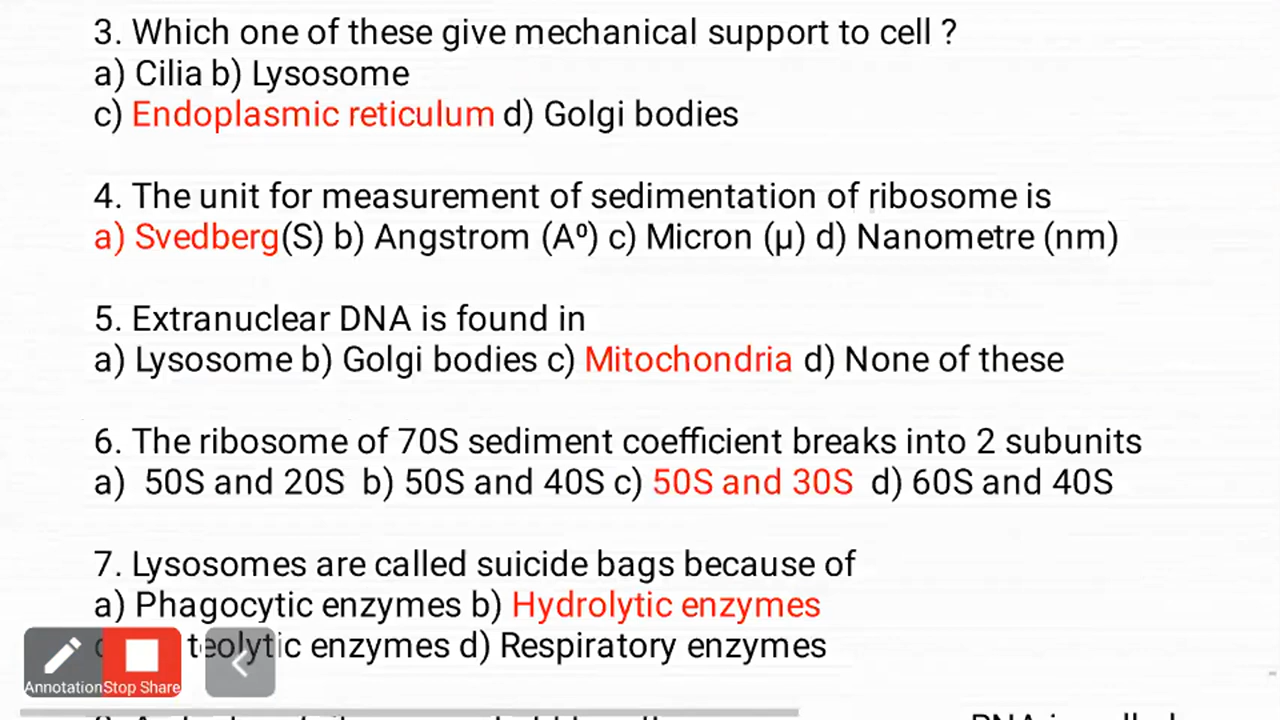 3. Which one of these give mechanical support to cell ?
a) Cilia b) Lysosome
c) Endoplasmic reticulum d) Golgi bodies
4. The unit for measurement of sedimentation of ribosome is
a) Svedberg(S) b) Angstrom (Aº) c) Micron (µ) d) Nanometre (nm)
5. Extranuclear DNA is found in
a) Lysosome b) Golgi bodies c) Mitochondria d) None of these
6. The ribosome of 70S sediment coefficient breaks into 2 subunits
a) 50S and 20S b) 50S and 40S c) 50S and 30S d) 60S and 40S
7. Lysosomes are called suicide bags because of
a) Phagocytic enzymes b) Hydrolytic enzymes
enzymes d) Respiratory enzymes
Annotation Stop Share